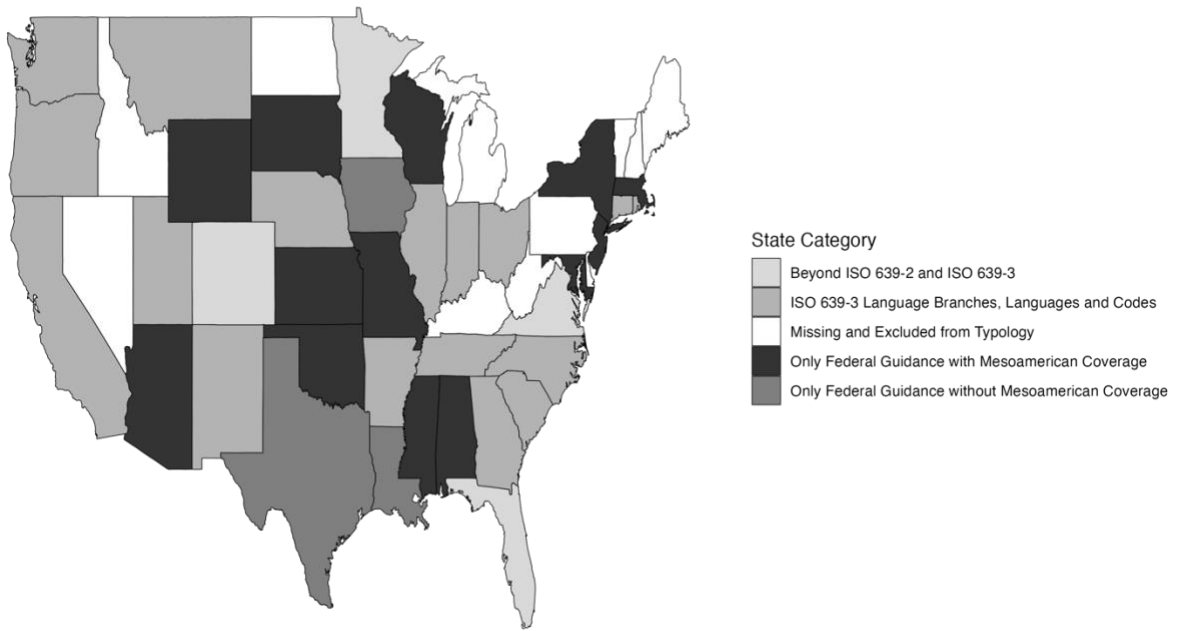 State Category
Beyond ISO 639-2 and ISO 639-3
ISO 639-3 Language Branches, Languages and Codes
Missing and Excluded from Typology
Only Federal Guidance with Mesoamerican Coverage
Only Federal Guidance without Mesoamerican Coverage